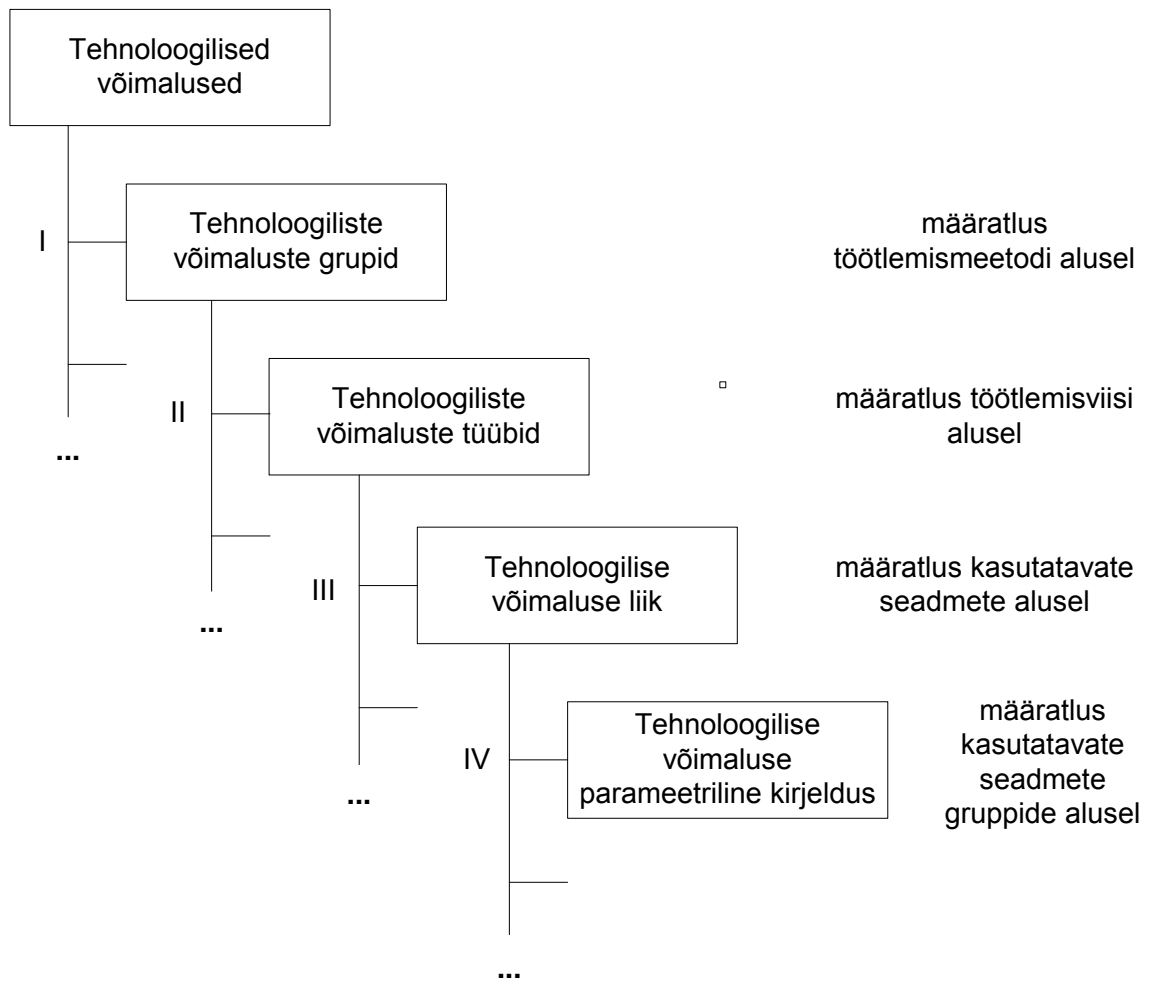 Tehnoloogilised
võimalused
I
Tehnoloogiliste
võimaluste grupid
määratlus
töötlemismeetodi alusel
...
II
Tehnoloogiliste
võimaluste tüübid
määratlus töötlemisviisi
alusel
...
III
Tehnoloogilise
võimaluse liik
määratlus kasutatavate
seadmete alusel
...
IV
Tehnoloogilise
võimaluse
parameetriline kirjeldus
määratlus
kasutatavate
seadmete
gruppide alusel
...